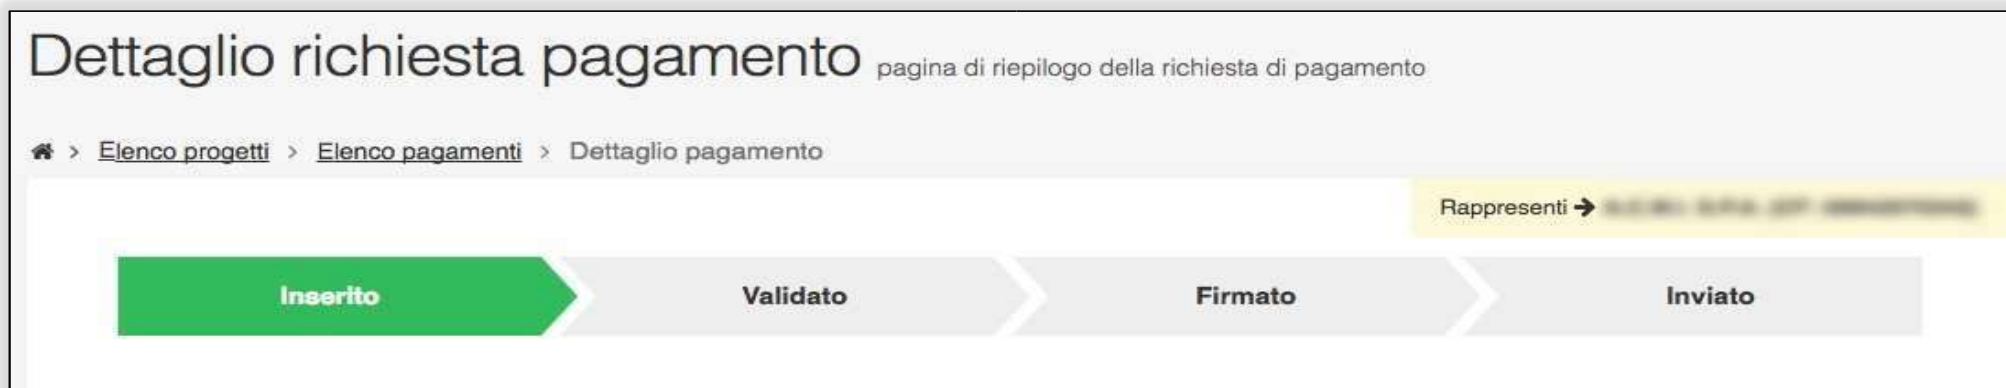 Dettaglio richiesta pagamento pagina di riepilogo della richiesta di pagamento
> Elenco progetti > Elenco pagamenti > Dettaglio pagamento
Rappresenti →
Inserito Validato Firmato Inviato